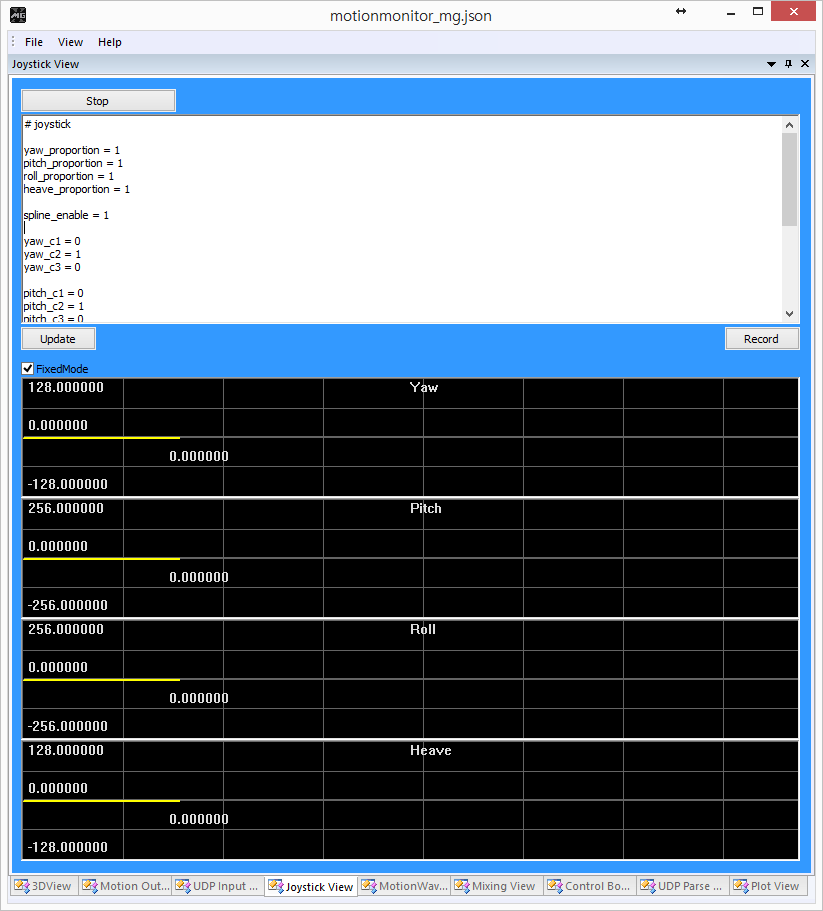 MG
motionmonitor_mg.json
File View Help
Joystick View
Stop
# joystick
yaw_proportion = 1
pitch_proportion = 1
roll_proportion = 1
heave_proportion = 1
spline_enable = 1
yaw_c1 = 0
yaw_c2 = 1
yaw_c3 = 0
pitch_c1 = 0
pitch_c2 = 1
pitch_c3 = 0
Update Record
FixedMode
128.000000 Yaw
0.000000
0.000000
-128.000000
256.000000 Pitch
0.000000
0.000000
-256.000000
256.000000 Roll
0.000000
0.000000
-256.000000
128.000000 Heave
0.000000
0.000000
-128.000000
3DView Motion Out... UDP Input ... Joystick View MotionWav... Mixing View Control Bo... UDP Parse ... Plot View